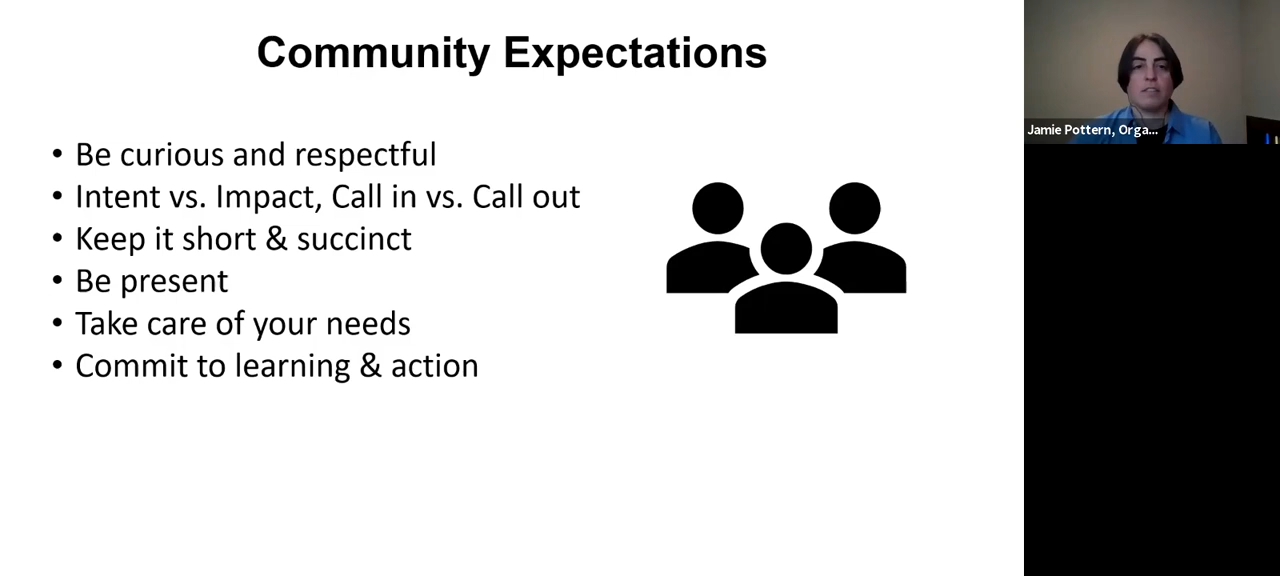 Community Expectations
• Be curious and respectful
• Intent vs. Impact, Call in vs. Call out
• Keep it short & succinct
• Be present
• Take care of your needs
• Commit to learning & action
Jamie Pottern, Orga...